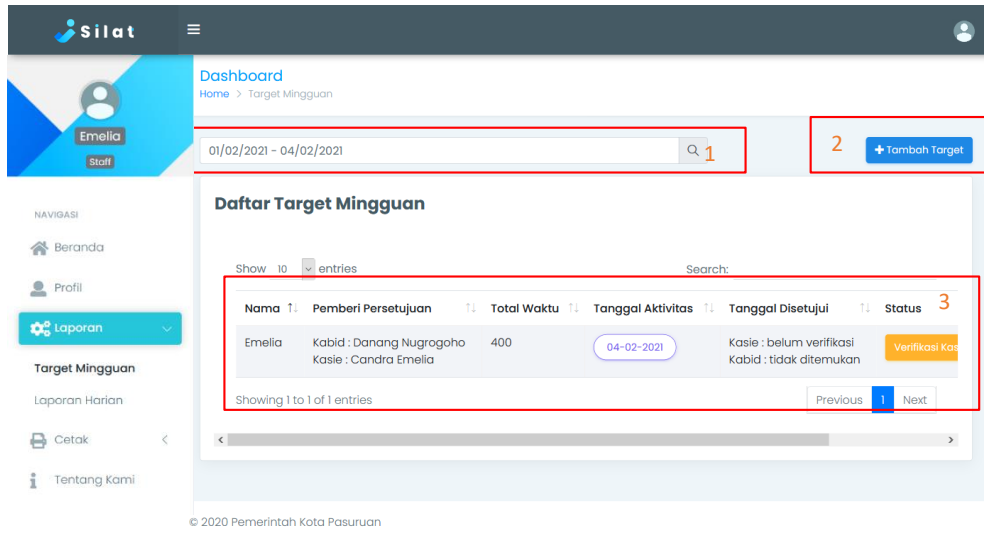 Silat
Dashboard
Home > Target Mingguan
Emelia
Staff
01/02/2021 - 04/02/2021
1
2
+ Tambah Target
NAVIGASI
Beranda
Profil
Laporan
Target Mingguan
Laporan Harian
Cetak
Tentang Kami
Daftar Target Mingguan
Show 10 entries
Search:
3
Nama Pemberi Persetujuan Total Waktu Tanggal Aktivitas Tanggal Disetujui Status
Emelia Kabid : Danang Nugrogoho 400 04-02-2021 Kasie : belum verifikasi Verifikasi Kas
Kasie : Candra Emelia Kabid : tidak ditemukan
Showing 1 to 1 of 1 entries
Previous 1 Next
© 2020 Pemerintah Kota Pasuruan